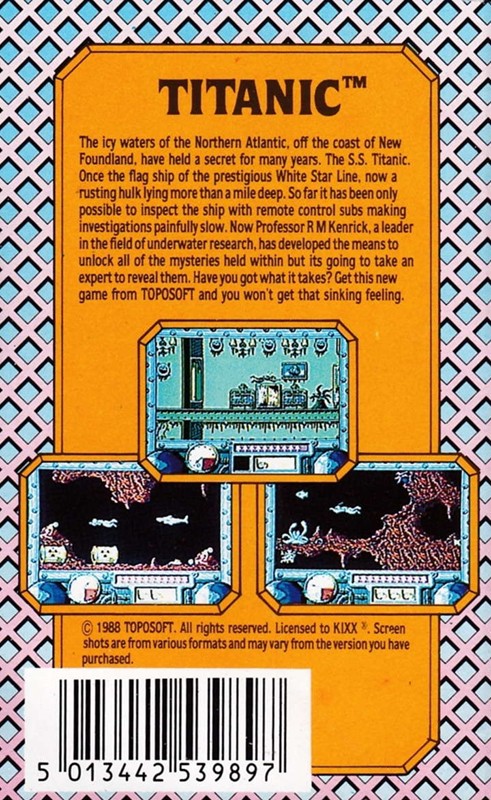 TITANIC™
The icy waters of the Northern Atlantic, off the coast of New
Foundland, have held a secret for many years. The S.S. Titanic.
Once the flag ship of the prestigious White Star Line, now a
rusting hulk lying more than a mile deep. So far it has been only
possible to inspect the ship with remote control subs making
investigations painfully slow. Now Professor R M Kenrick, a leader
in the field of underwater research, has developed the means to
unlock all of the mysteries held within but its going to take an
expert to reveal them. Have you got what it takes? Get this new
game from TOPOSOFT and you won't get that sinking feeling.
© 1988 TOPOSOFT. All rights reserved. Licensed to KIXX. Screen
shots are from various formats and may vary from the version you have
purchased.
5 013442 539897